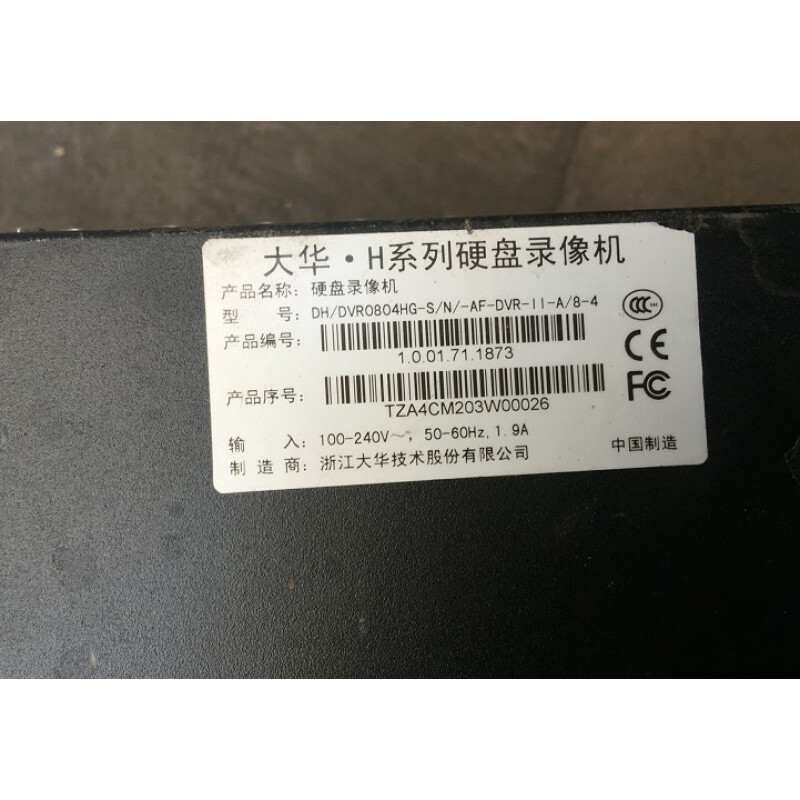 大华·H系列硬盘录像机
产品名称：硬盘录像机
型 号：DH/DVR0804HG-S/N/-AF-DVR-II-A/8-4
产品编号：
1.0.01.71.1873
产品序号：
TZA4CM203W00026
CCC
CE
FC
输 入：100-240V～，50-60Hz，1.9A
制 造 商：浙江大华技术股份有限公司
中国制造